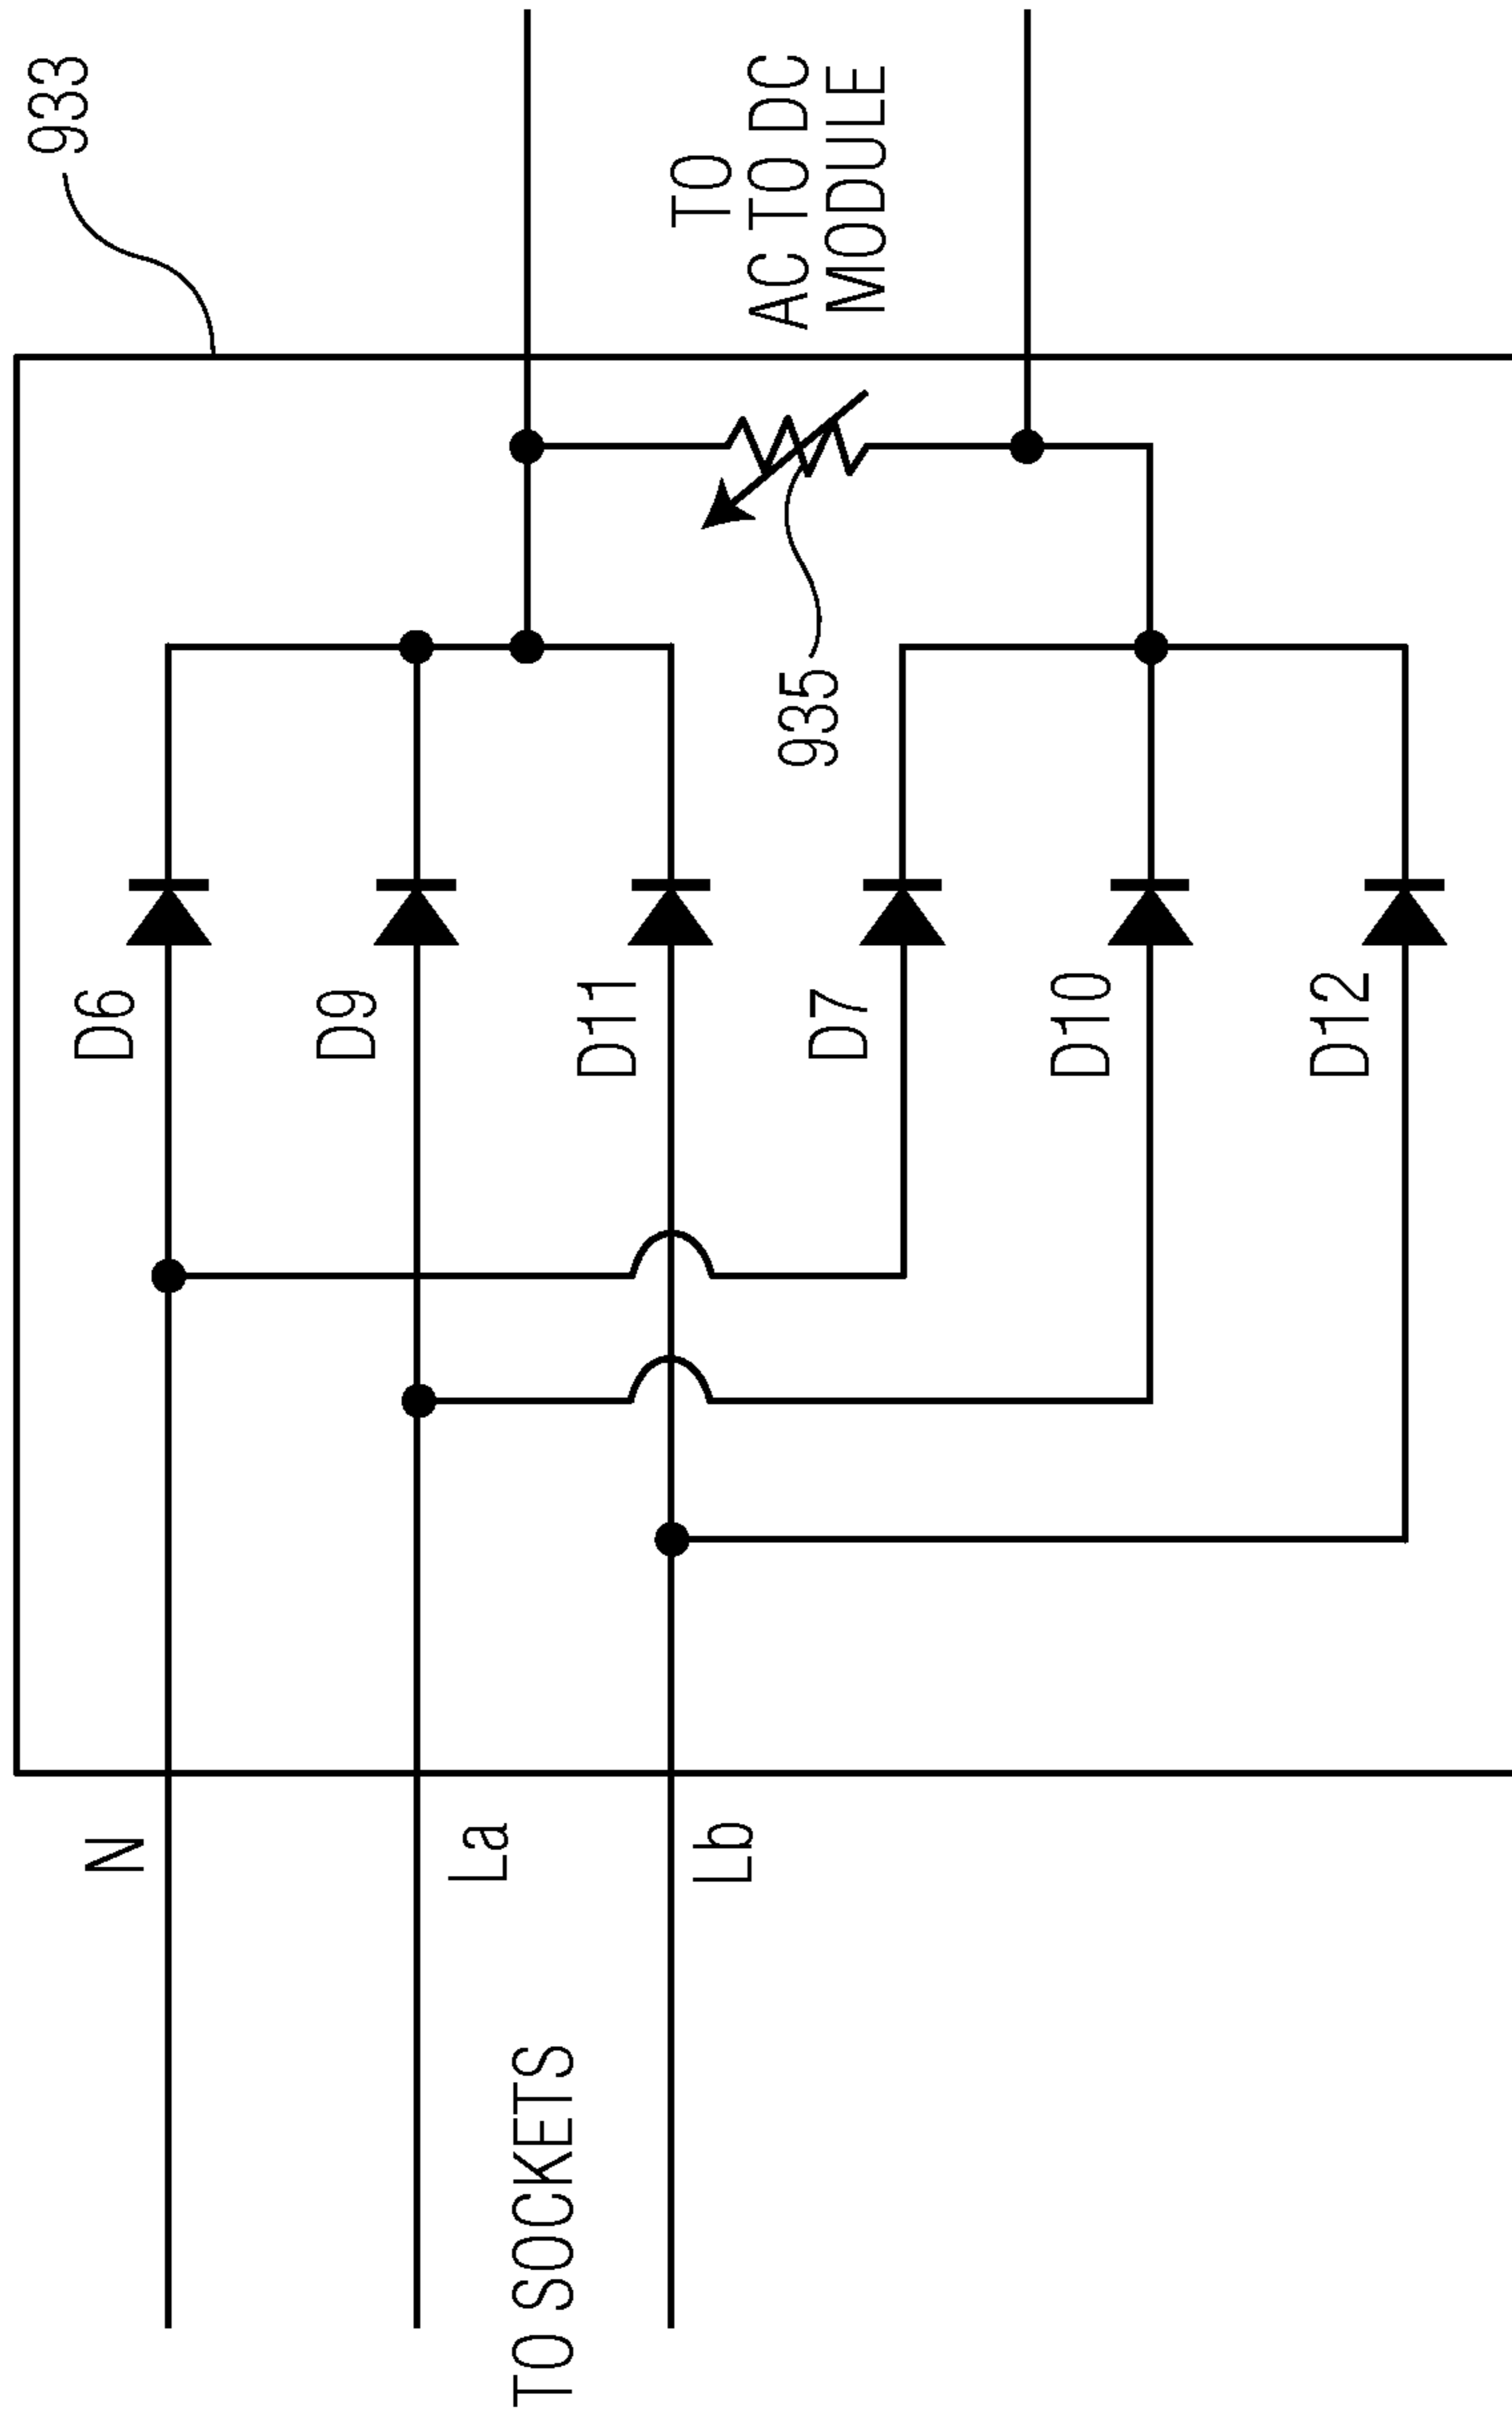 933
TO
AC TO DC
MODULE
935
D6
D9
D11
D7
D10
D12
N
La
Lb
TO SOCKETS